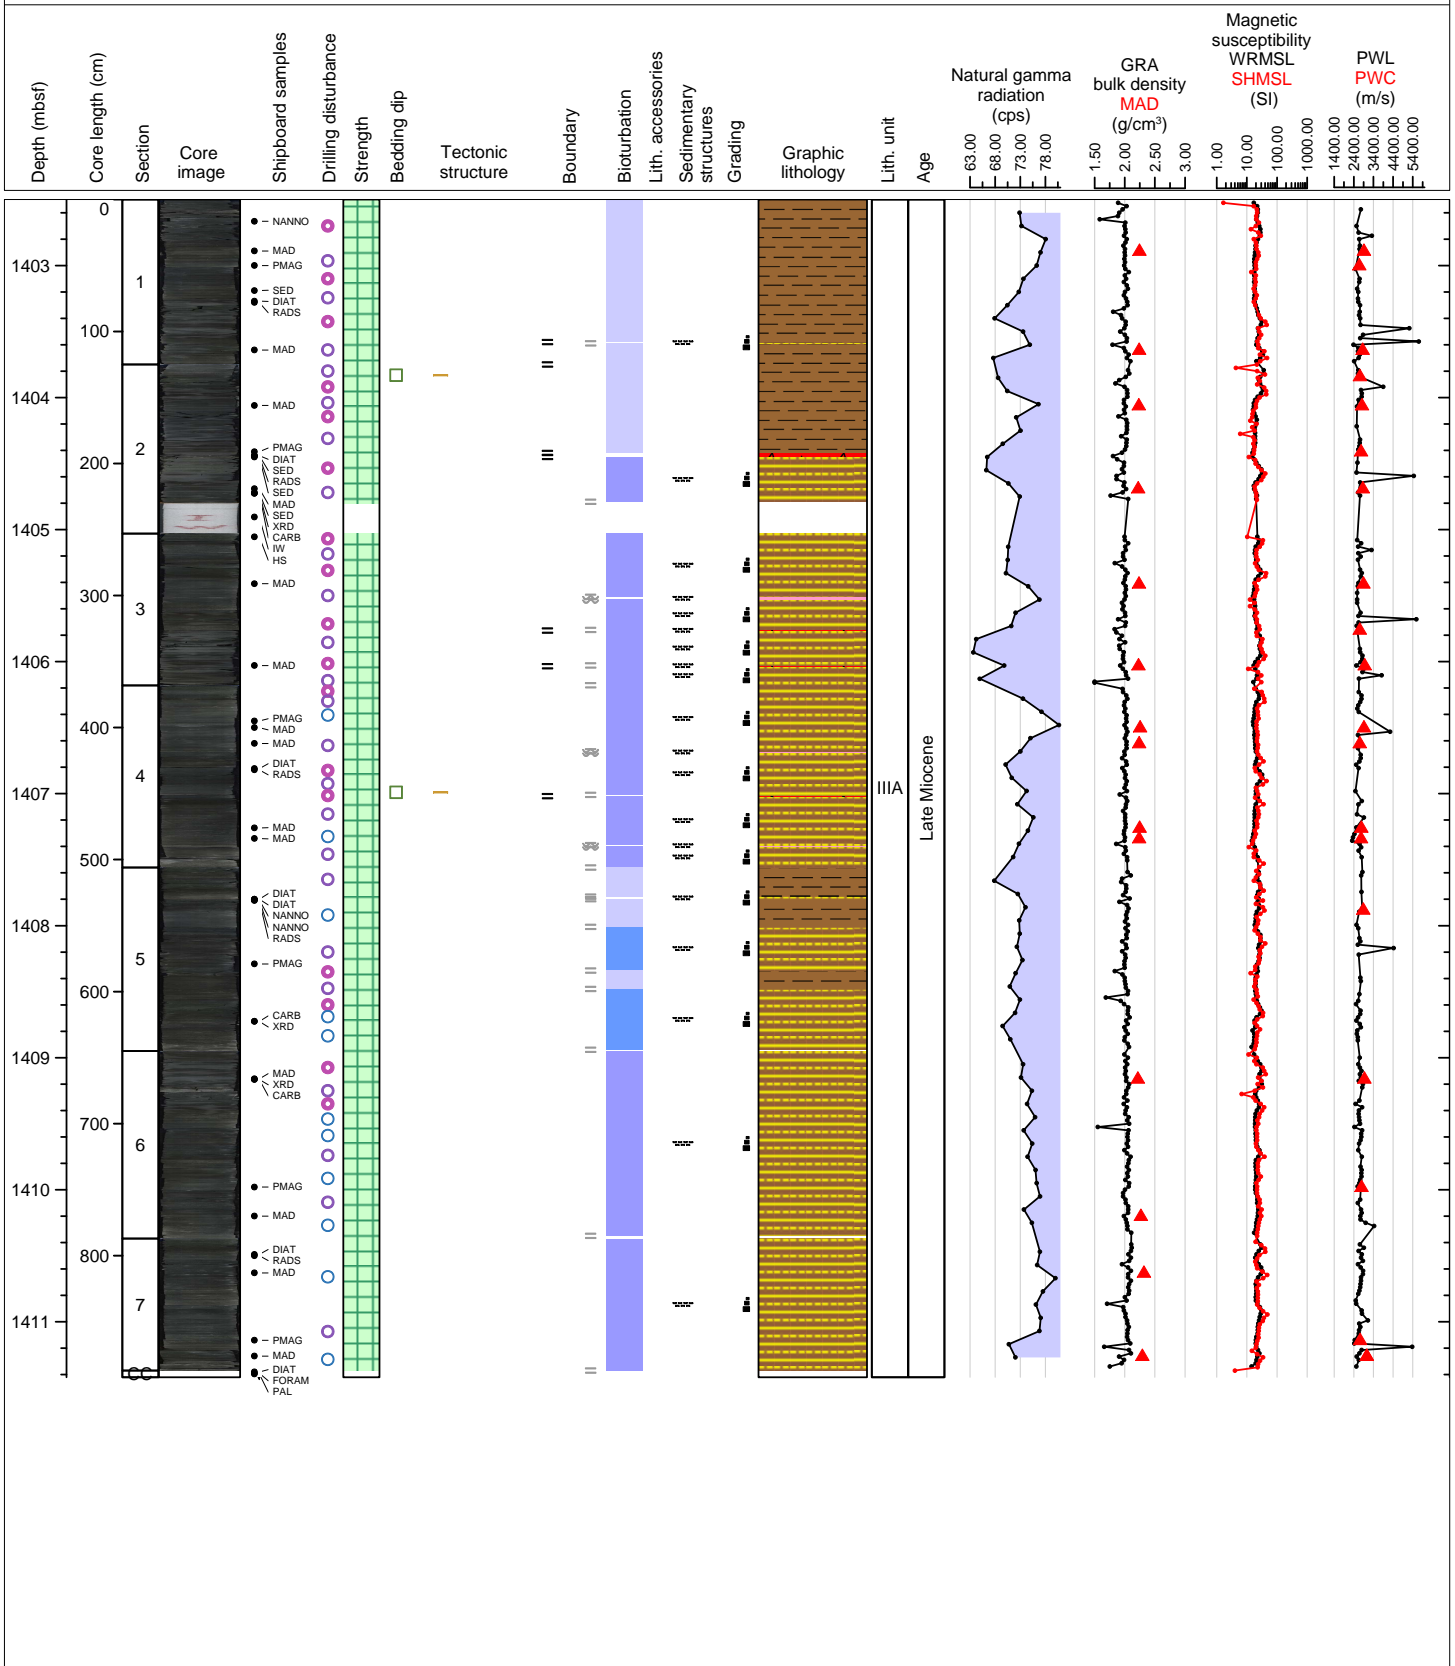 Depth (mbsf)
Core length (cm)
Section
Core
image
Shipboard samples
Drilling disturbance
Strength
Bedding dip
Tectonic
structure
Boundary
Bioturbation
Lith. accessories
Sedimentary
structures
Grading
Graphic
lithology
Lith. unit
Age
Natural gamma
radiation
(cps)
GRA
bulk density
MAD
(g/cm³)
Magnetic
susceptibility
WRMSL
SHMSL
(SI)
PWL
PWC
(m/s)
63.00
68.00
73.00
78.00
1.50
2.00
2.50
3.00
1.00
10.00
100.00
1000.00
1400.00
2400.00
3400.00
4400.00
5400.00
1403
1404
1405
1406
1407
1408
1409
1410
1411
0
100
200
300
400
500
600
700
800
1
2
3
4
5
6
7
CC
NANNO
MAD
PMAG
SED
DIAT
RADS
MAD
MAD
PMAG
DIAT
SED
RADS
SED
MAD
SED
XRD
CARB
IW
HS
MAD
MAD
PMAG
MAD
MAD
DIAT
RADS
MAD
MAD
DIAT
DIAT
NANNO
NANNO
RADS
PMAG
CARB
XRD
MAD
XRD
CARB
PMAG
MAD
DIAT
RADS
MAD
PMAG
MAD
DIAT
FORAM
PAL
IIIA
Late Miocene